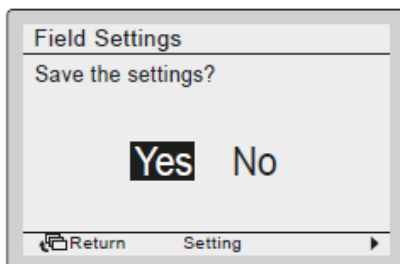 Field Settings
Save the settings?
Yes No
Return Setting